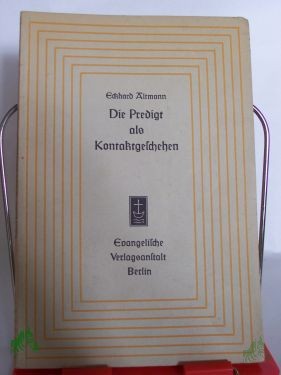 Eckhard Altmann
Die Predigt
als
Kontaktgeschehen
Evangelische
Verlagsanstalt
Berlin